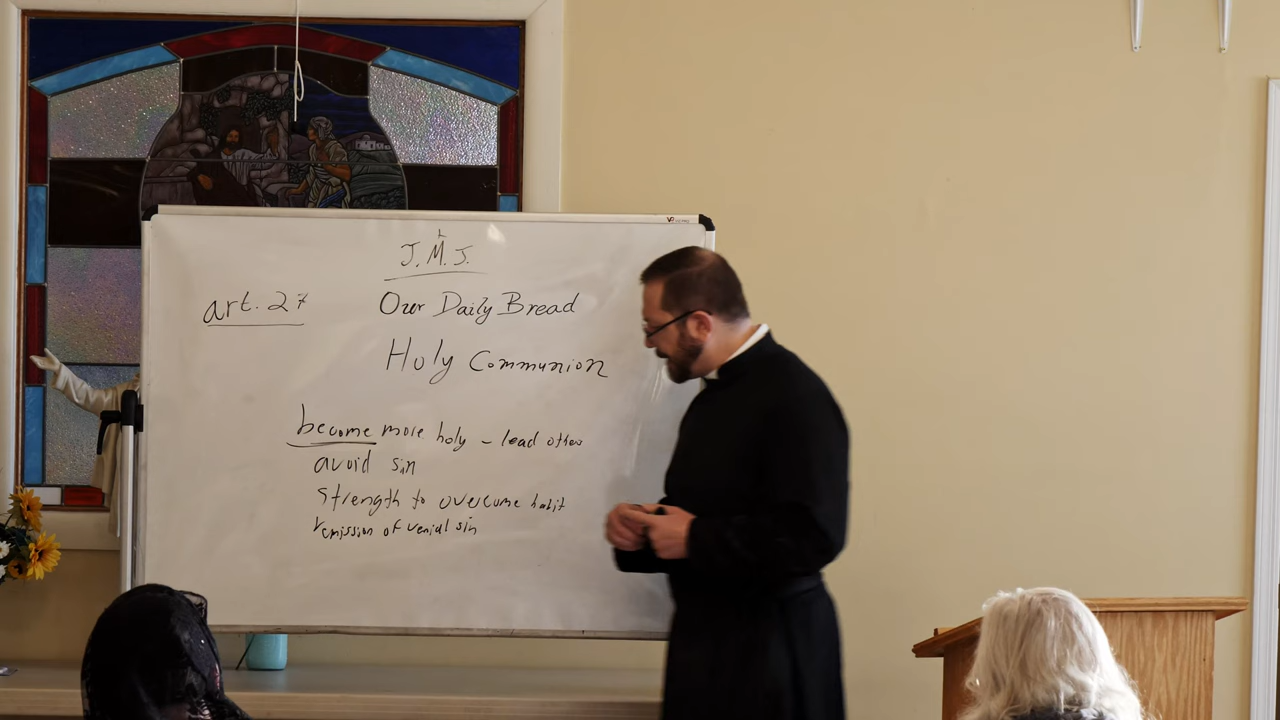 J.M.J.
art. 27
Our Daily Bread
Holy Communion
become more holy - lead others
avoid sin
strength to overcome habit
remission of venial sin